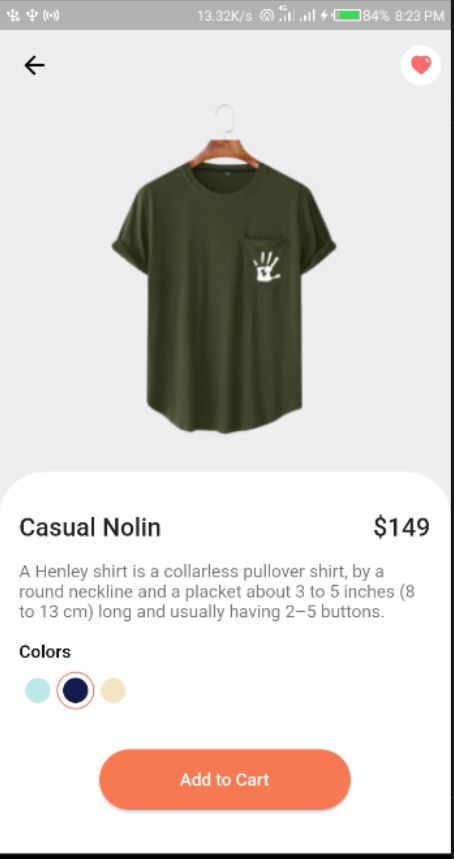 13.32K/s 4G 84% 8:23 PM
Casual Nolin
$149
A Henley shirt is a collarless pullover shirt, by a
round neckline and a placket about 3 to 5 inches (8
to 13 cm) long and usually having 2–5 buttons.
Colors
Add to Cart